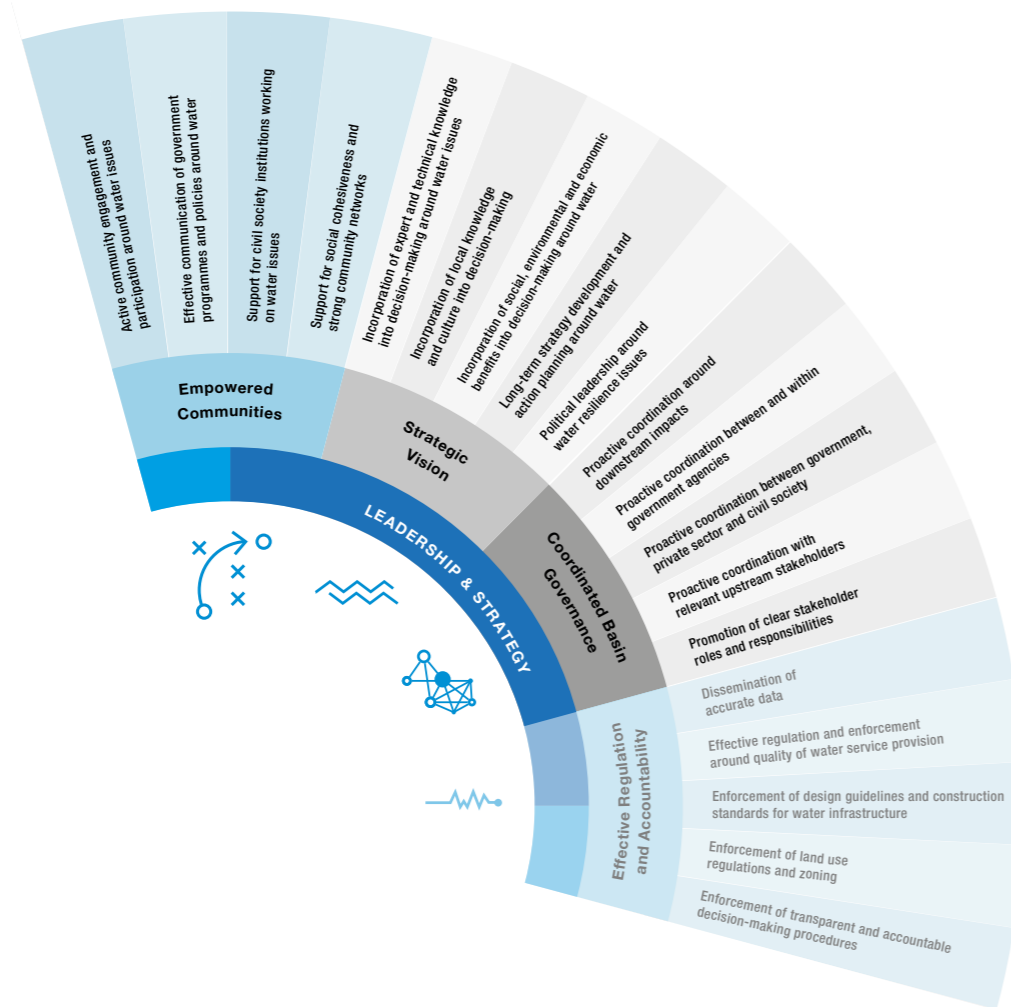 Active community engagement and
participation around water issues
Effective communication of government
programmes and policies around water
Support for civil society institutions working
on water issues
Support for social cohesiveness and
strong community networks
Incorporation of expert and technical knowledge
into decision-making around water issues
Incorporation of local knowledge
and culture into decision-making
Incorporation of social, environmental and economic
benefits into decision-making around water
Long-term strategy development and
action planning around water
Political leadership around
water resilience issues
Proactive coordination around
downstream impacts
Proactive coordination between and within
government agencies
Proactive coordination between government,
private sector and civil society
Proactive coordination with
relevant upstream stakeholders
Promotion of clear stakeholder
roles and responsibilities
Dissemination of
accurate data
Effective regulation and enforcement
around quality of water service provision
Enforcement of design guidelines and construction
standards for water infrastructure
Enforcement of land use
regulations and zoning
Enforcement of transparent and accountable
decision-making procedures
Empowered
Communities
Strategic
Vision
Coordinated Basin
Governance
Effective Regulation
and Accountability
LEADERSHIP & STRATEGY